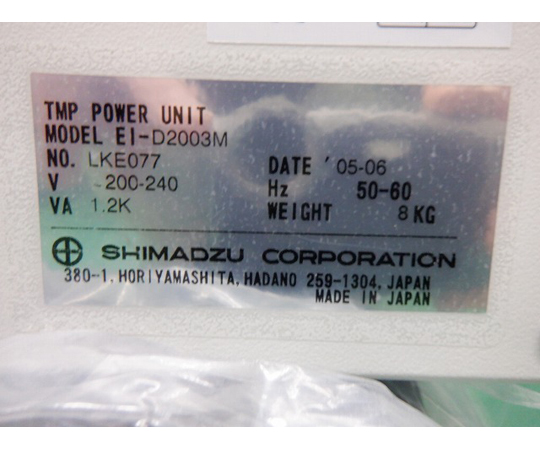 TMP POWER UNIT
MODEL EI-D2003M
NO. LKE077 DATE '05-06
V ~200-240 Hz 50-60
VA 1.2K WEIGHT 8KG
SHIMADZU CORPORATION
380-1, HORIYAMASHITA, HADANO 259-1304, JAPAN
MADE IN JAPAN